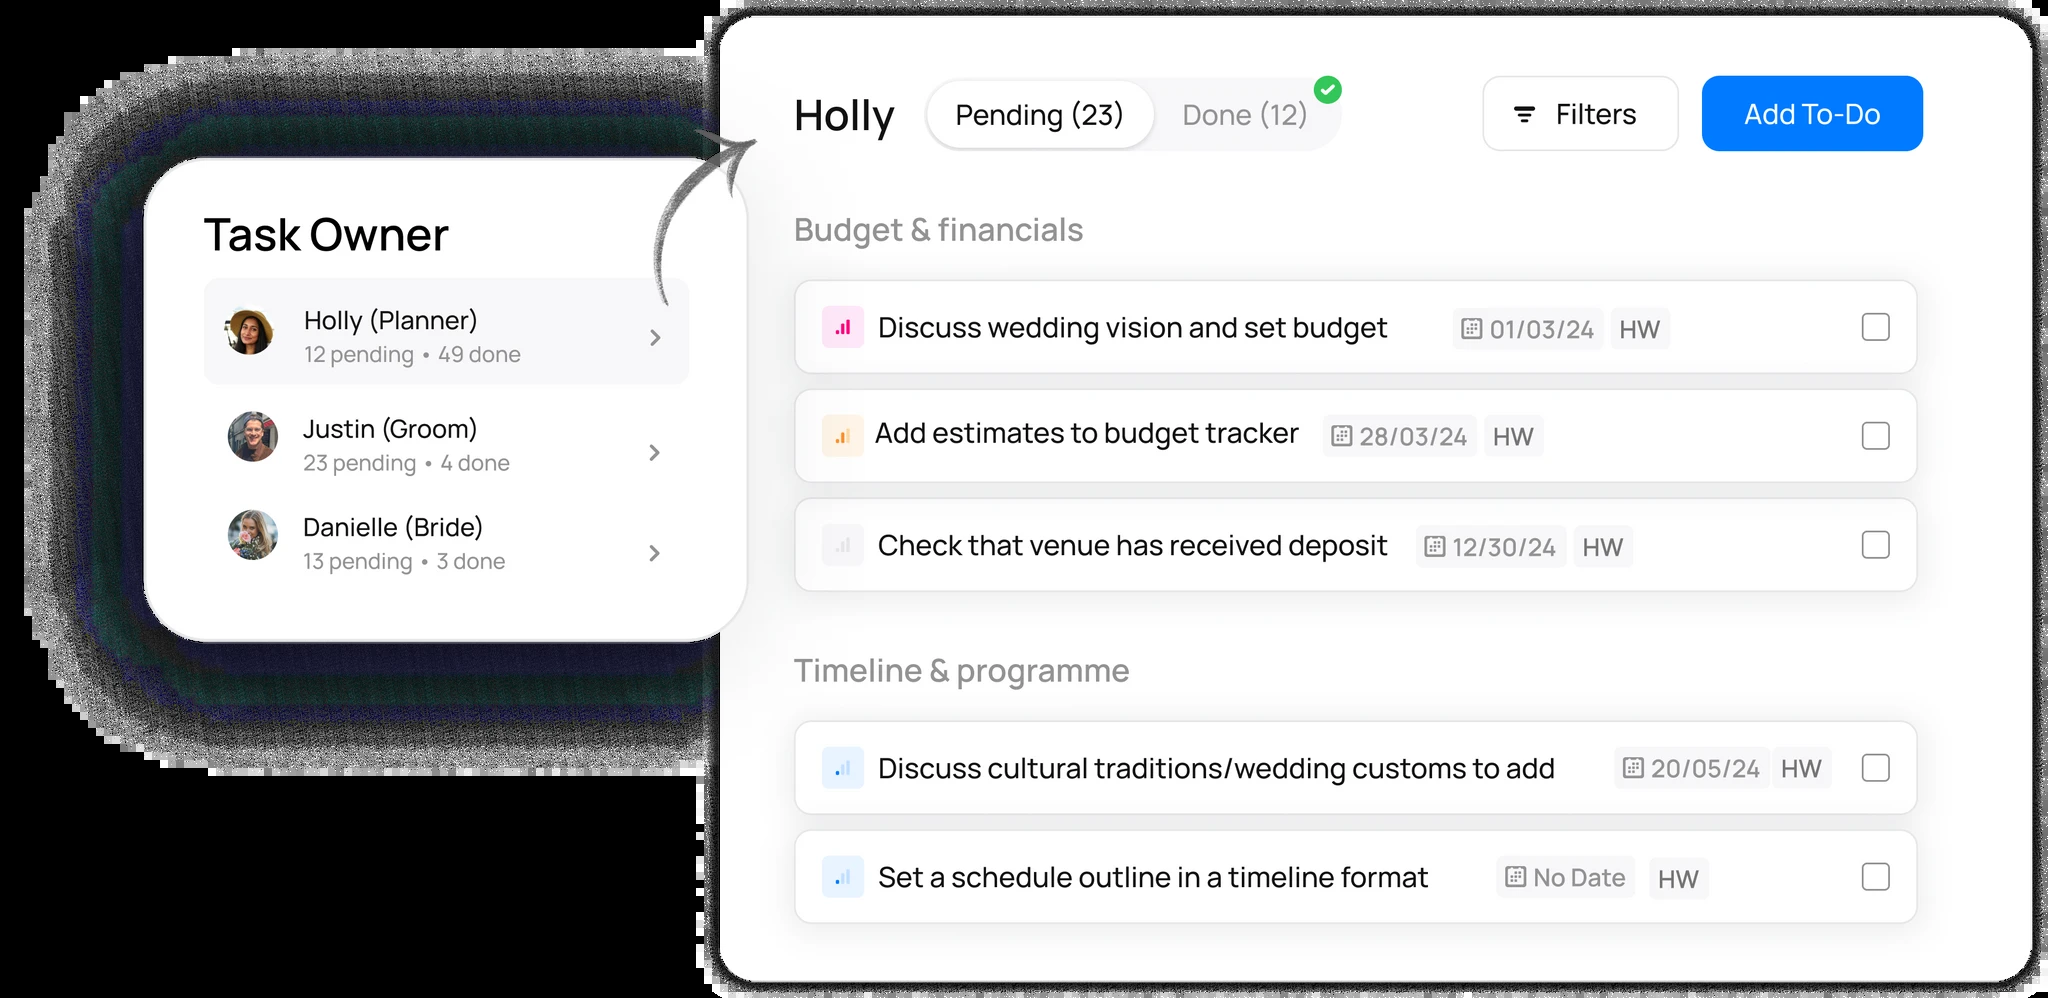 Task Owner
Holly (Planner)
12 pending • 49 done
Justin (Groom)
23 pending • 4 done
Danielle (Bride)
13 pending • 3 done
Holly Pending (23) Done (12) Filters Add To-Do
Budget & financials
Discuss wedding vision and set budget 01/03/24 HW
Add estimates to budget tracker 28/03/24 HW
Check that venue has received deposit 12/30/24 HW
Timeline & programme
Discuss cultural traditions/wedding customs to add 20/05/24 HW
Set a schedule outline in a timeline format No Date HW